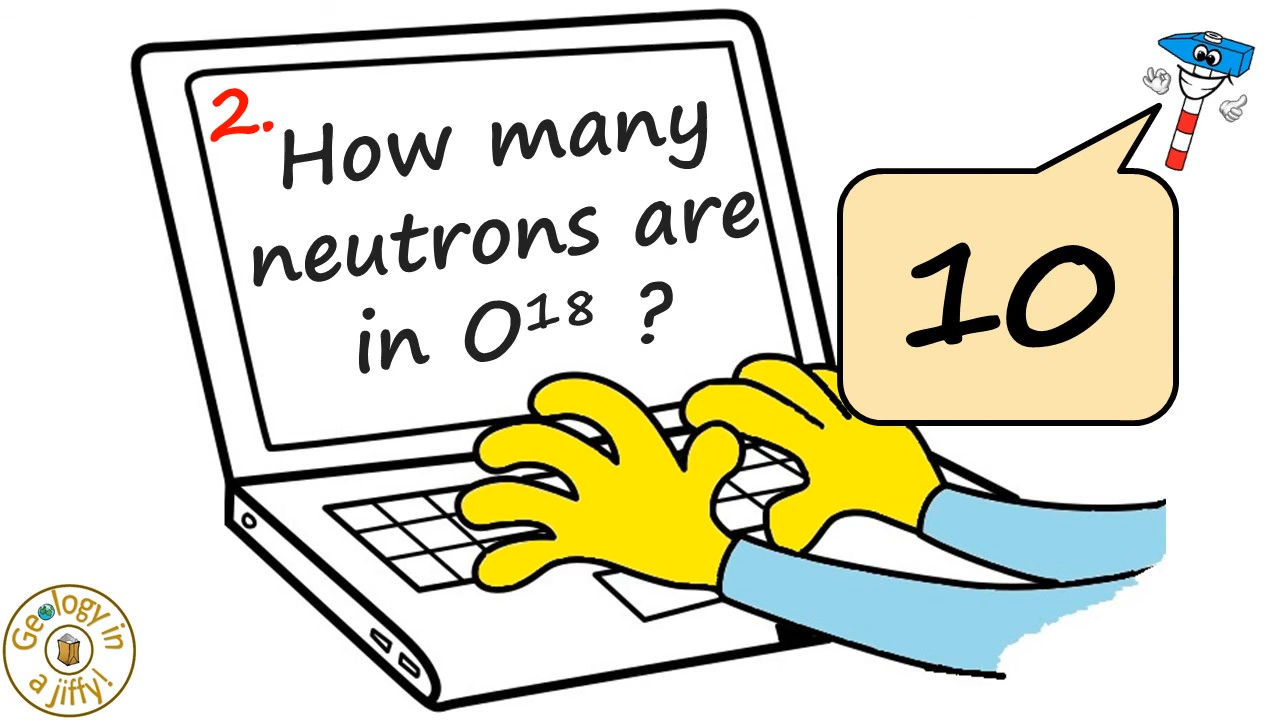 2. How many
neutrons are
in O¹⁸ ?
10
Geology in
a jiffy!